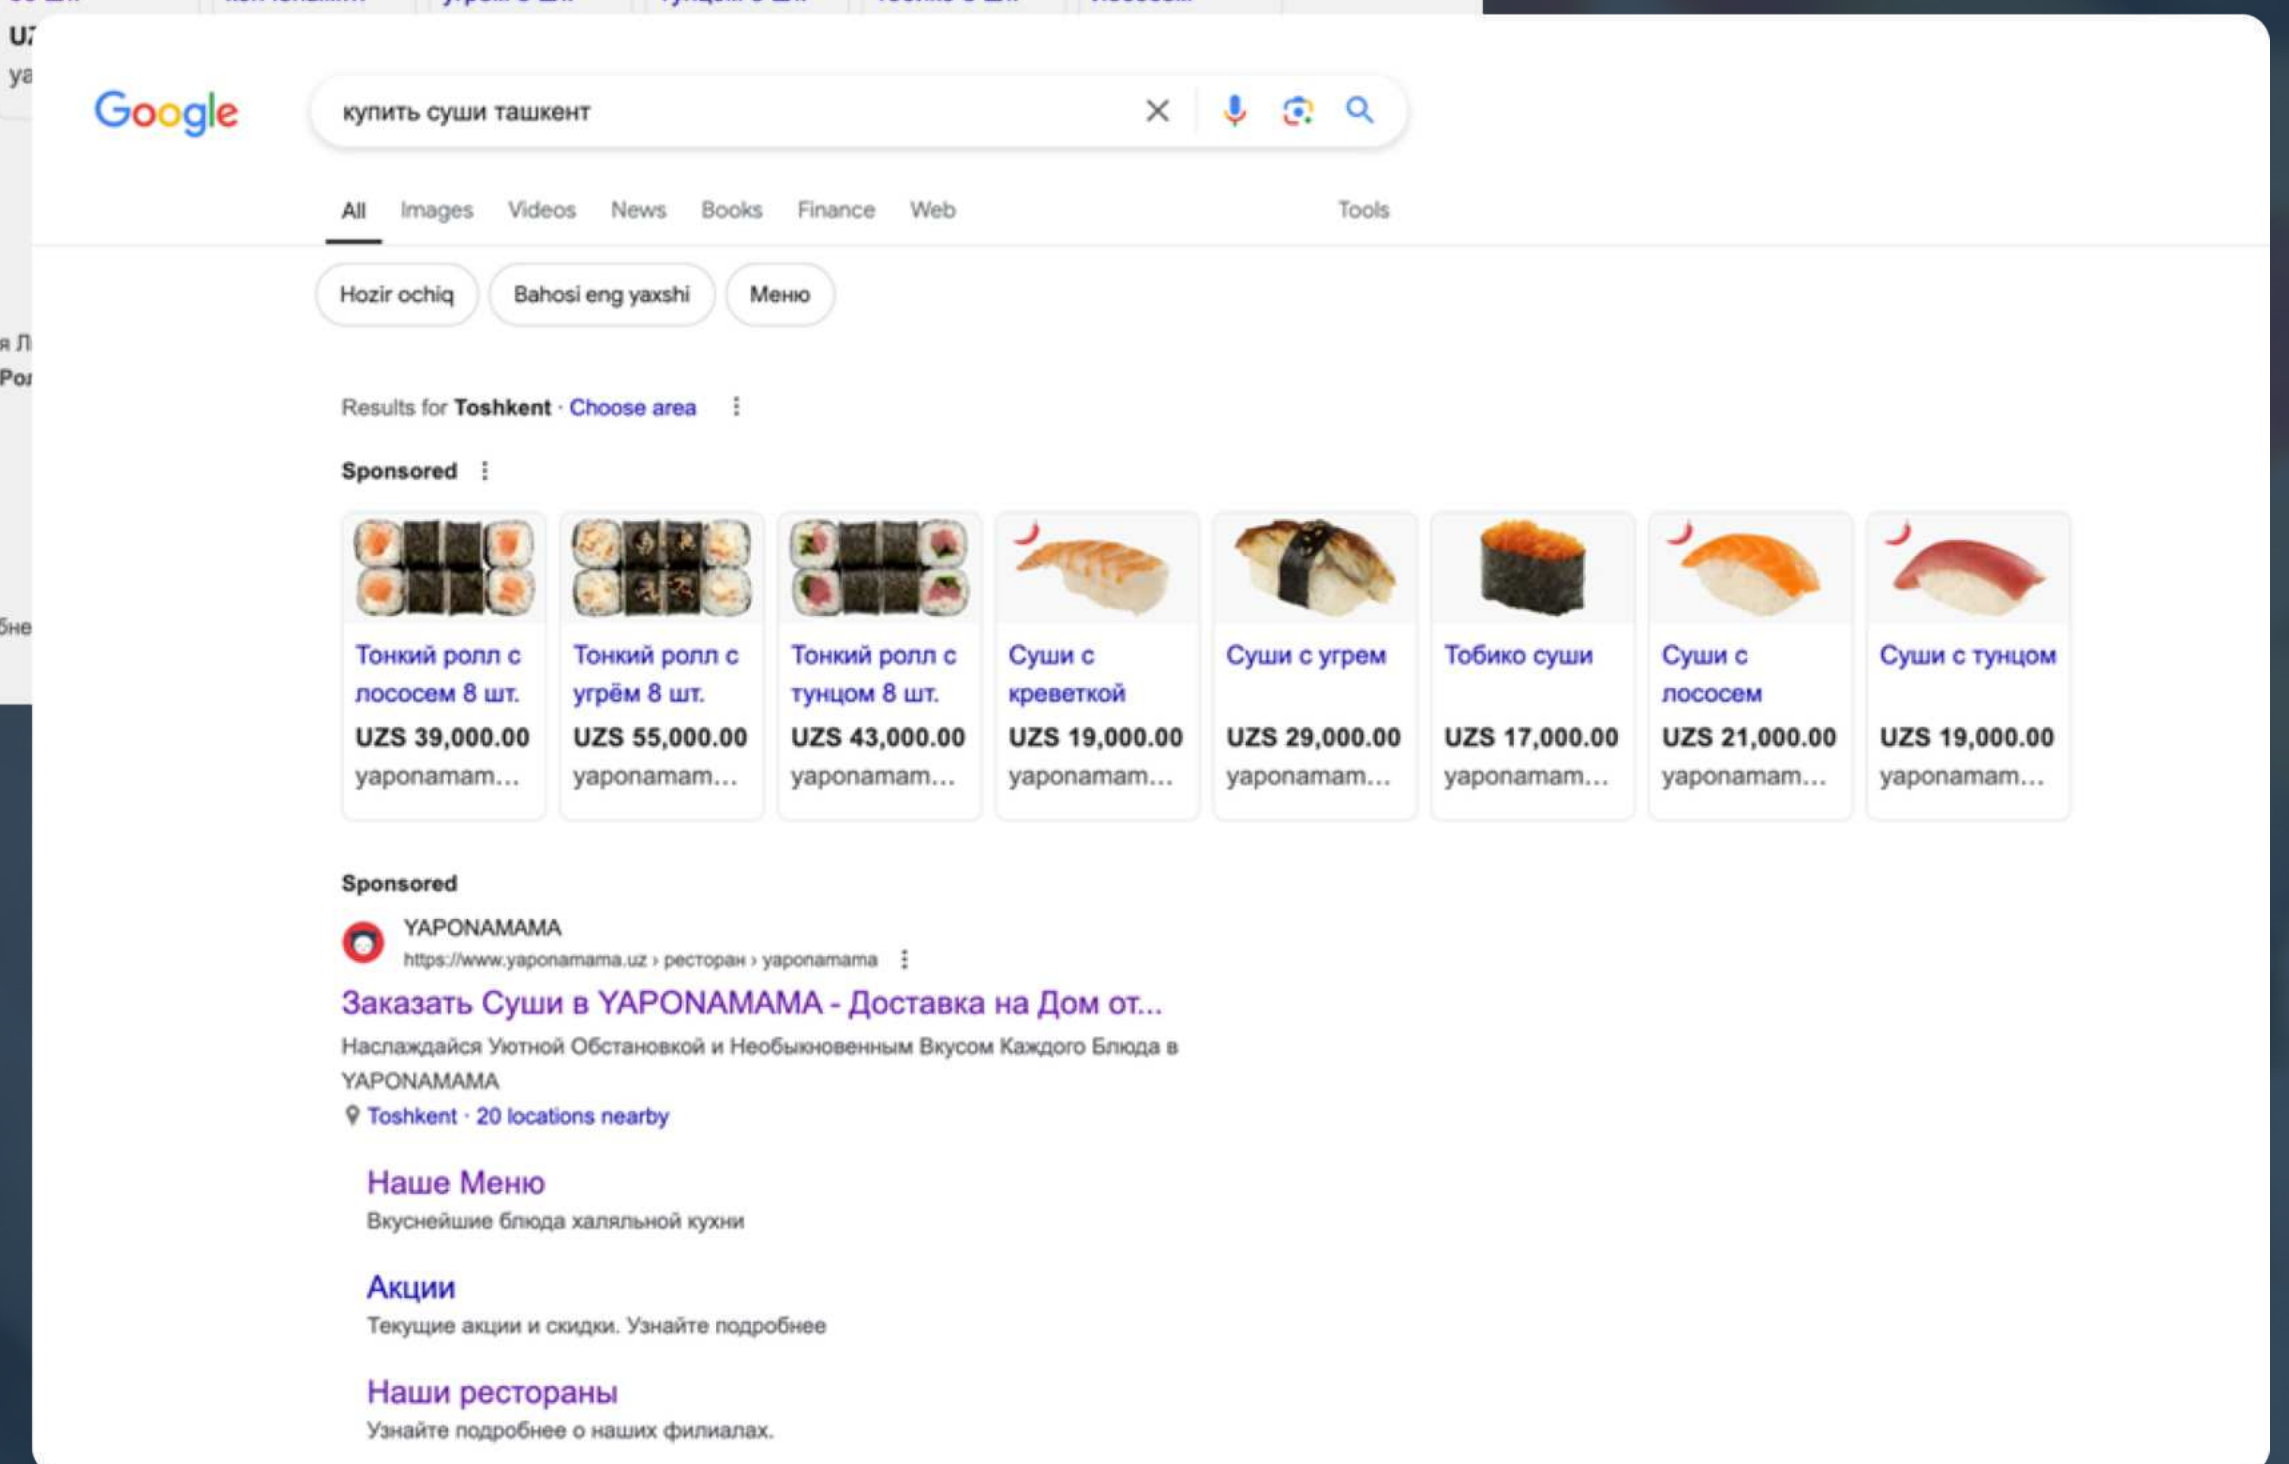 Google
купить суши ташкент
All Images Videos News Books Finance Web Tools
Hozir ochiq Bahosi eng yaxshi Меню
Results for Toshkent · Choose area
Sponsored
Тонкий ролл с лососем 8 шт.
UZS 39,000.00
yaponamam...
Тонкий ролл с угрём 8 шт.
UZS 55,000.00
yaponamam...
Тонкий ролл с тунцом 8 шт.
UZS 43,000.00
yaponamam...
Суши с креветкой
UZS 19,000.00
yaponamam...
Суши с угрем
UZS 29,000.00
yaponamam...
Тобико суши
UZS 17,000.00
yaponamam...
Суши с лососем
UZS 21,000.00
yaponamam...
Суши с тунцом
UZS 19,000.00
yaponamam...
Sponsored
YAPONAMAMA
https://www.yaponamama.uz › ресторан › yaponamama
Заказать Суши в YAPONAMAMA - Доставка на Дом от...
Наслаждайся Уютной Обстановкой и Необыкновенным Вкусом Каждого Блюда в
YAPONAMAMA
Toshkent · 20 locations nearby
Наше Меню
Вкуснейшие блюда халяльной кухни
Акции
Текущие акции и скидки. Узнайте подробнее
Наши рестораны
Узнайте подробнее о наших филиалах.